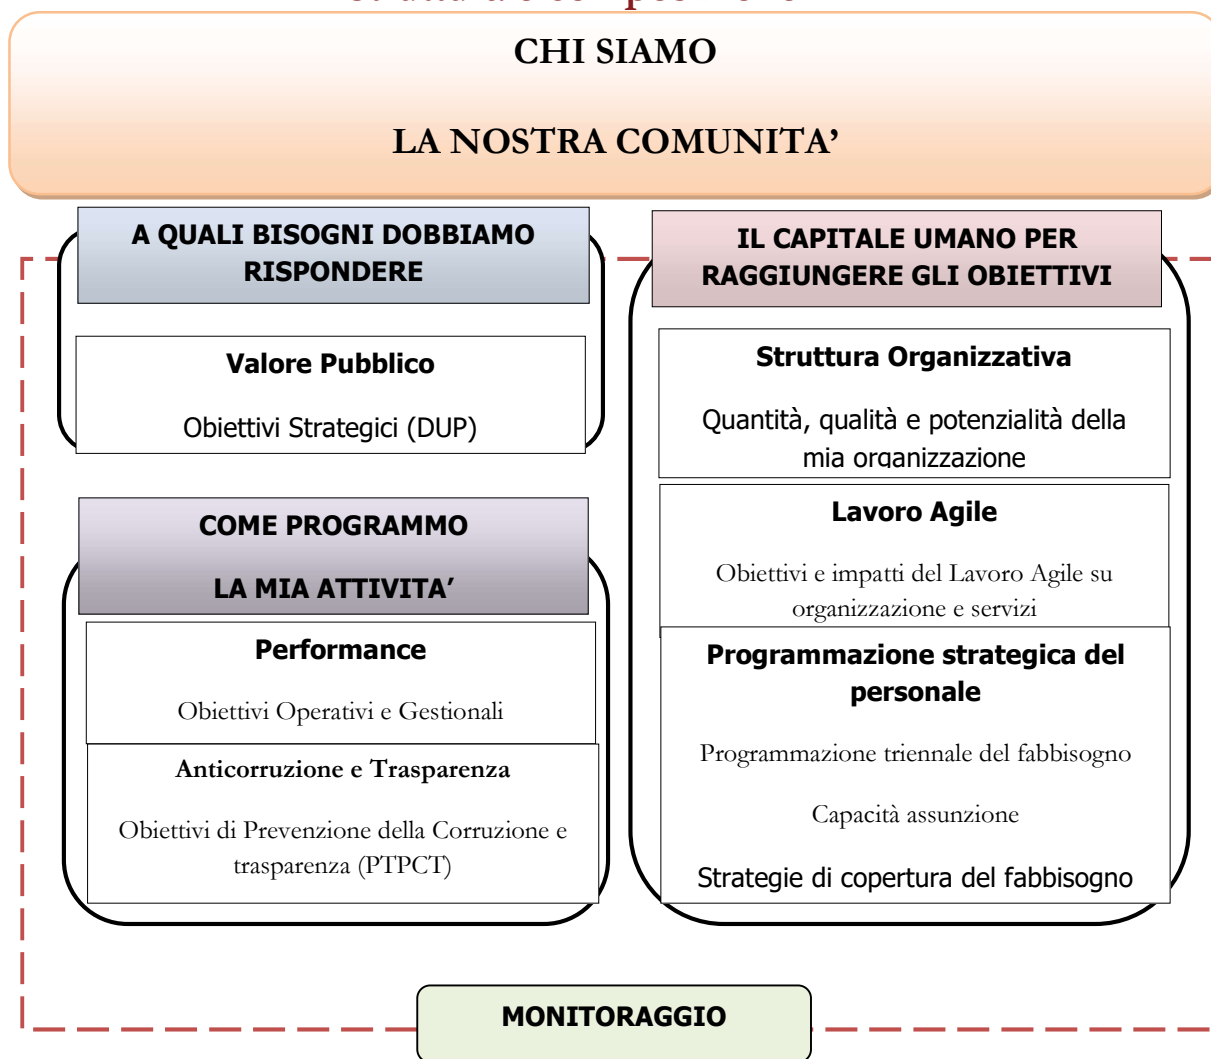 CHI SIAMO
LA NOSTRA COMUNITA’
A QUALI BISOGNI DOBBIAMO
RISPONDERE
Valore Pubblico
Obiettivi Strategici (DUP)
COME PROGRAMMO
LA MIA ATTIVITA’
Performance
Obiettivi Operativi e Gestionali
Anticorruzione e Trasparenza
Obiettivi di Prevenzione della Corruzione e
trasparenza (PTPCT)
IL CAPITALE UMANO PER
RAGGIUNGERE GLI OBIETTIVI
Struttura Organizzativa
Quantità, qualità e potenzialità della
mia organizzazione
Lavoro Agile
Obiettivi e impatti del Lavoro Agile su
organizzazione e servizi
Programmazione strategica del
personale
Programmazione triennale del fabbisogno
Capacità assunzione
Strategie di copertura del fabbisogno
MONITORAGGIO